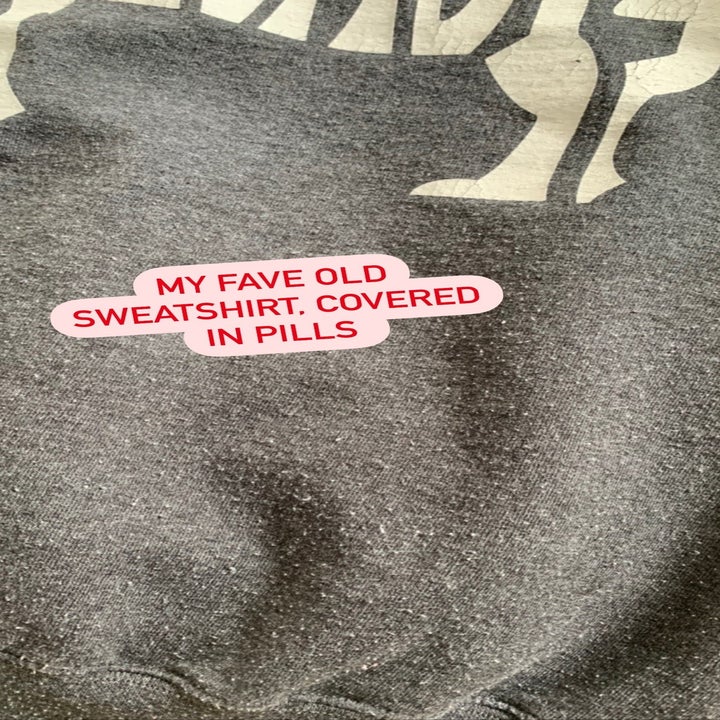 MY FAVE OLD
SWEATSHIRT, COVERED
IN PILLS